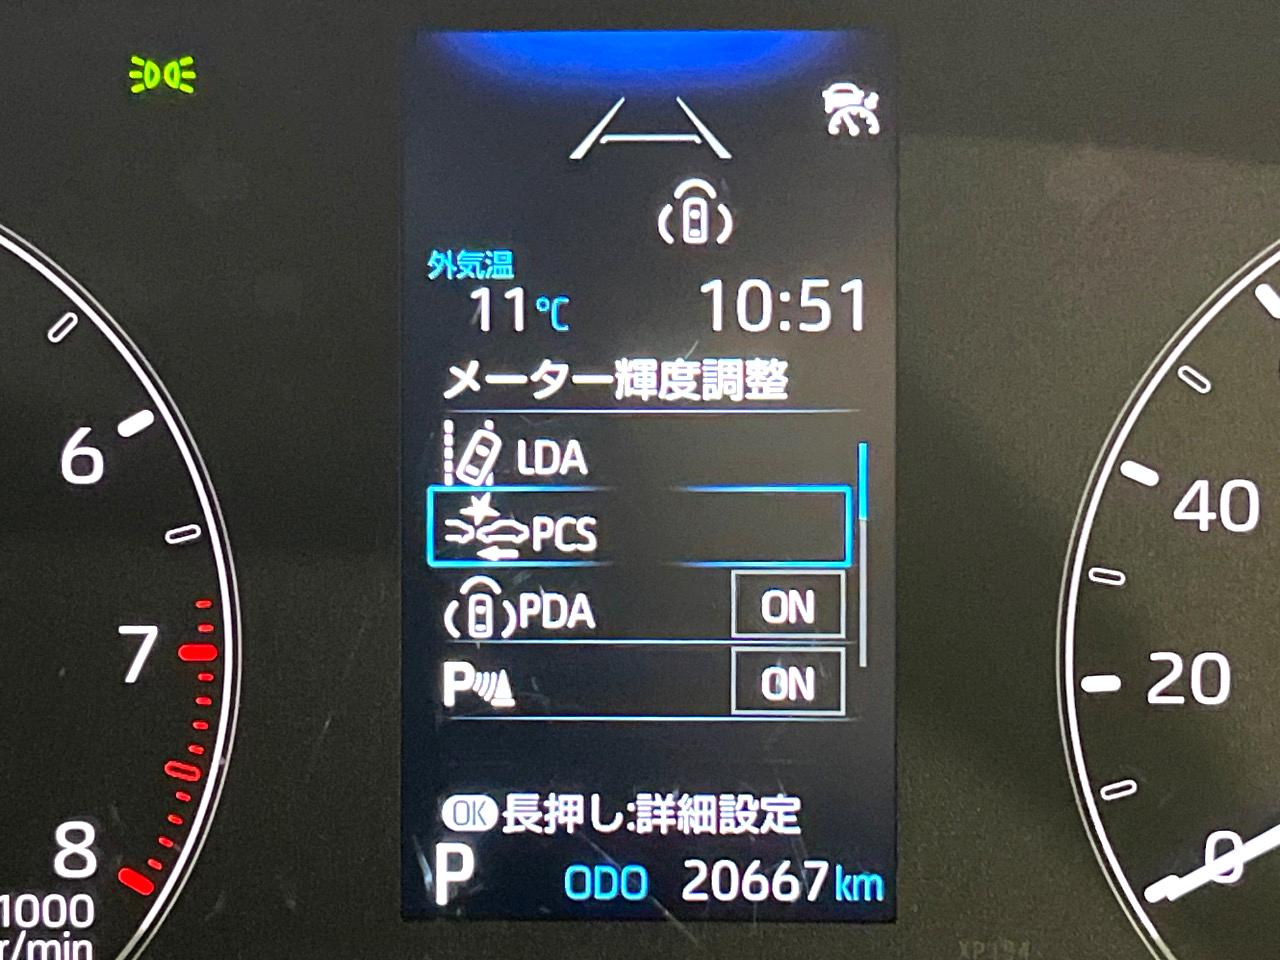 外気温
11℃ 10:51
メーター輝度調整
LDA
PCS
PDA ON
P ON
OK 長押し:詳細設定
P ODO 20667km
6
7
8
1000
r/min
40
20
0